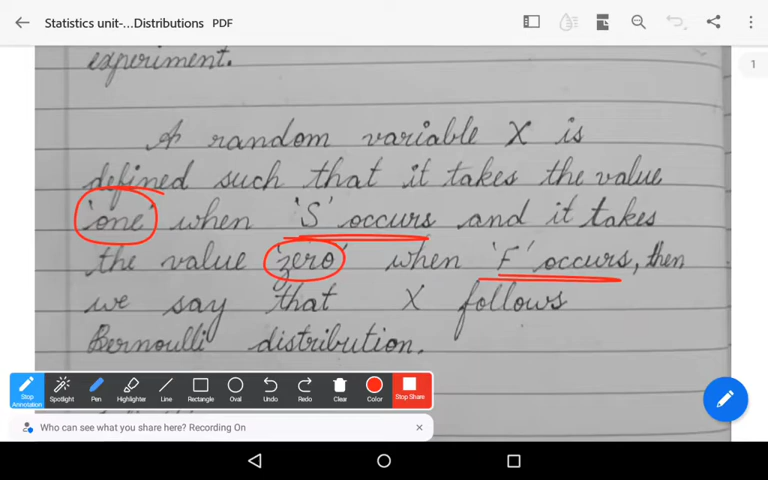 Statistics unit-...Distributions PDF
1
experiment.
A random variable X is
defined such that it takes the value
'one' when 'S' occurs and it takes
the value 'zero' when 'F' occurs, then
we say that X follows
Bernoulli distribution.
Stop Annotation Spotlight Pen Highlighter Line Rectangle Oval Undo Redo Clear Color Stop Share
Who can see what you share here? Recording On